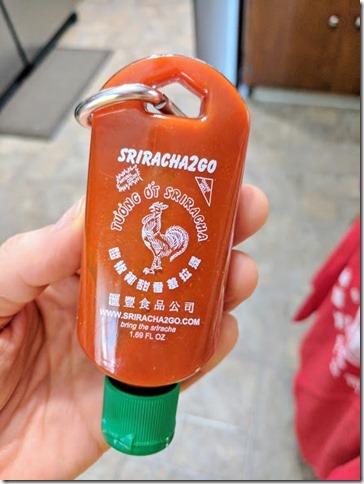 SRIRACHA2GO
TƯƠNG ỚT SRIRACHA
匯豐食品公司
WWW.SRIRACHA2GO.COM
bring the sriracha
1.69 FL OZ